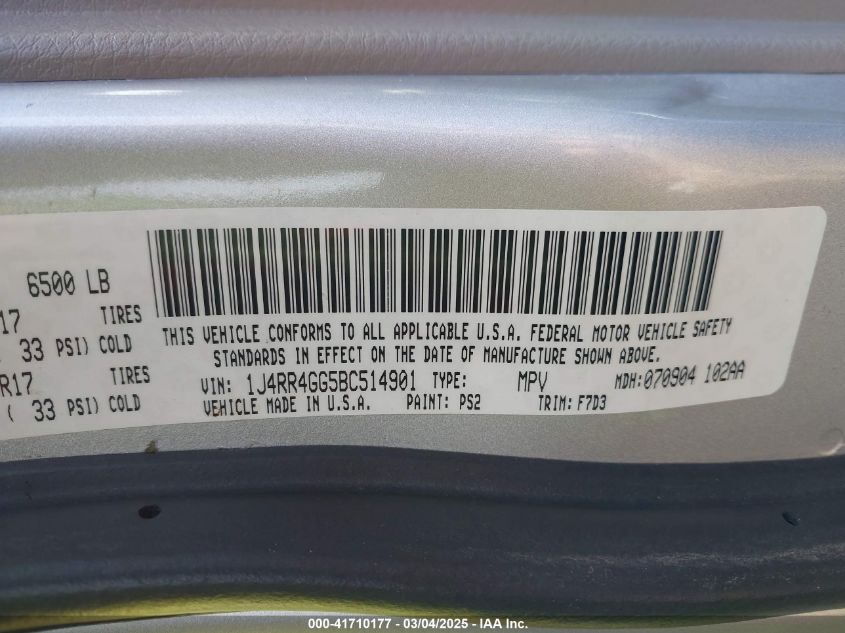 6500 LB
17 TIRES
33 PSI) COLD
R17 TIRES
( 33 PSI) COLD
THIS VEHICLE CONFORMS TO ALL APPLICABLE U.S.A. FEDERAL MOTOR VEHICLE SAFETY
STANDARDS IN EFFECT ON THE DATE OF MANUFACTURE SHOWN ABOVE.
VIN: 1J4RR4GG5BC514901 TYPE: MPV MDH:070904 102AA
VEHICLE MADE IN U.S.A. PAINT: PS2 TRIM: F7D3
000-41710177 - 03/04/2025 - IAA Inc.